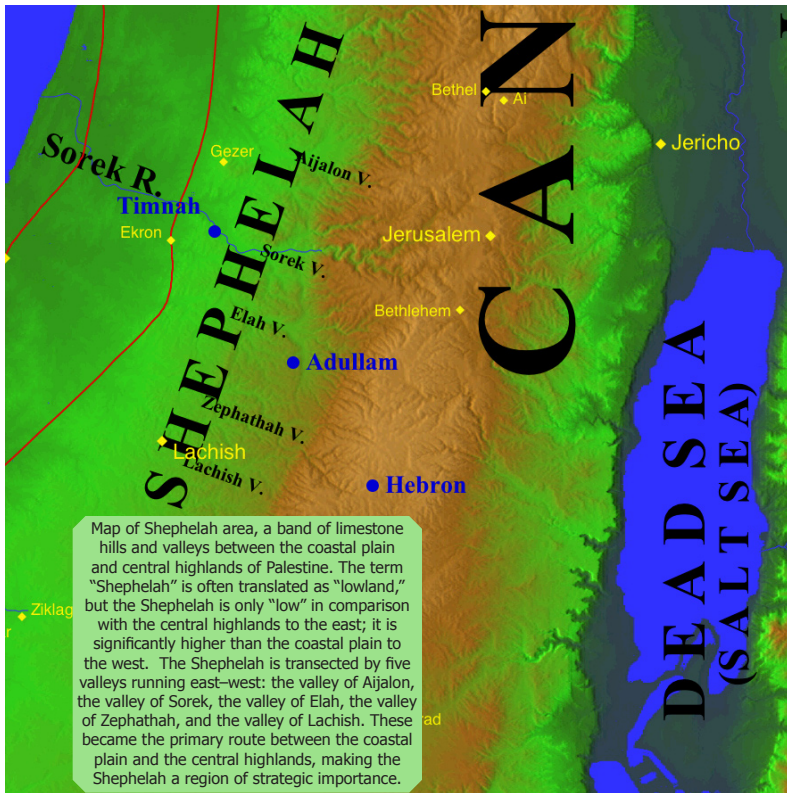 SHEPHELAH
CAN
Bethel
Ai
Jericho
Sorek R.
Gezer
Aijalon V.
Timnah
Ekron
Jerusalem
Sorek V.
Bethlehem
Elah V.
Adullam
Zephathah V.
Lachish
Lachish V.
Hebron
DEAD SEA
(SALT SEA)
Ziklag
r
rad
Map of Shephelah area, a band of limestone
hills and valleys between the coastal plain
and central highlands of Palestine. The term
“Shephelah” is often translated as “lowland,”
but the Shephelah is only “low” in comparison
with the central highlands to the east; it is
significantly higher than the coastal plain to
the west. The Shephelah is transected by five
valleys running east–west: the valley of Aijalon,
the valley of Sorek, the valley of Elah, the valley
of Zephathah, and the valley of Lachish. These
became the primary route between the coastal
plain and the central highlands, making the
Shephelah a region of strategic importance.